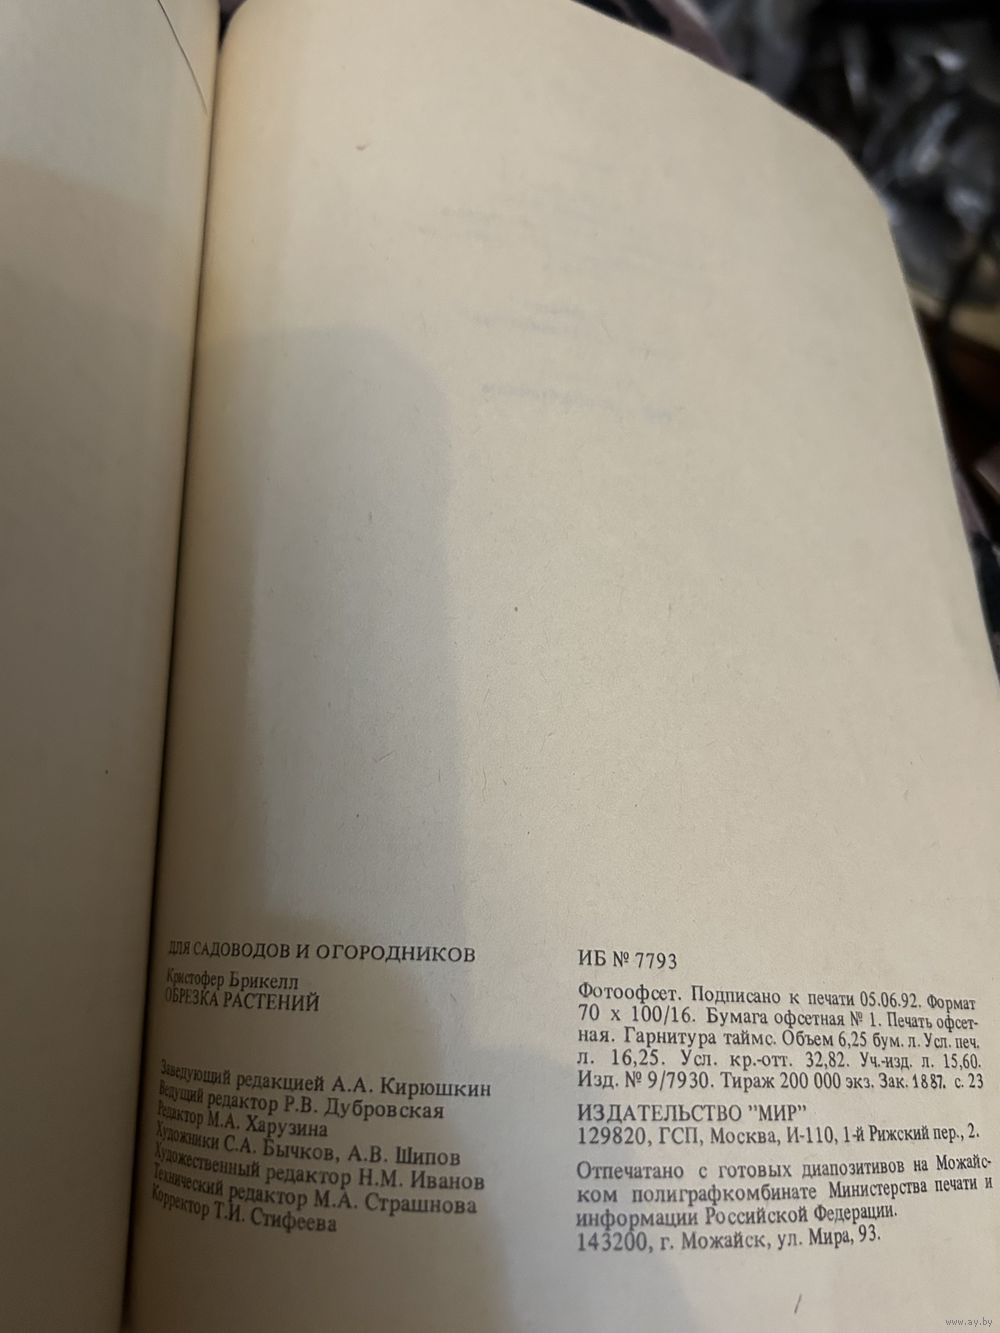 ДЛЯ САДОВОДОВ И ОГОРОДНИКОВ
Кристофер Брикелл
ОБРЕЗКА РАСТЕНИЙ
Заведующий редакцией А.А. Кирюшкин
Ведущий редактор Р.В. Дубровская
Редактор М.А. Харузина
Художники С.А. Бычков, А.В. Шипов
Художественный редактор Н.М. Иванов
Технический редактор М.А. Страшнова
Корректор Т.И. Стифеева
ИБ № 7793
Фотоофсет. Подписано к печати 05.06.92. Формат
70 x 100/16. Бумага офсетная № 1. Печать офсет-
ная. Гарнитура таймс. Объем 6,25 бум. л. Усл. печ.
л. 16,25. Усл. кр.-отт. 32,82. Уч.-изд. л. 15,60.
Изд. № 9/7930. Тираж 200 000 экз. Зак. 1887. с. 23
ИЗДАТЕЛЬСТВО "МИР"
129820, ГСП, Москва, И-110, 1-й Рижский пер., 2.
Отпечатано с готовых диапозитивов на Можайс-
ком полиграфкомбинате Министерства печати и
информации Российской Федерации.
143200, г. Можайск, ул. Мира, 93.
www.ay.by